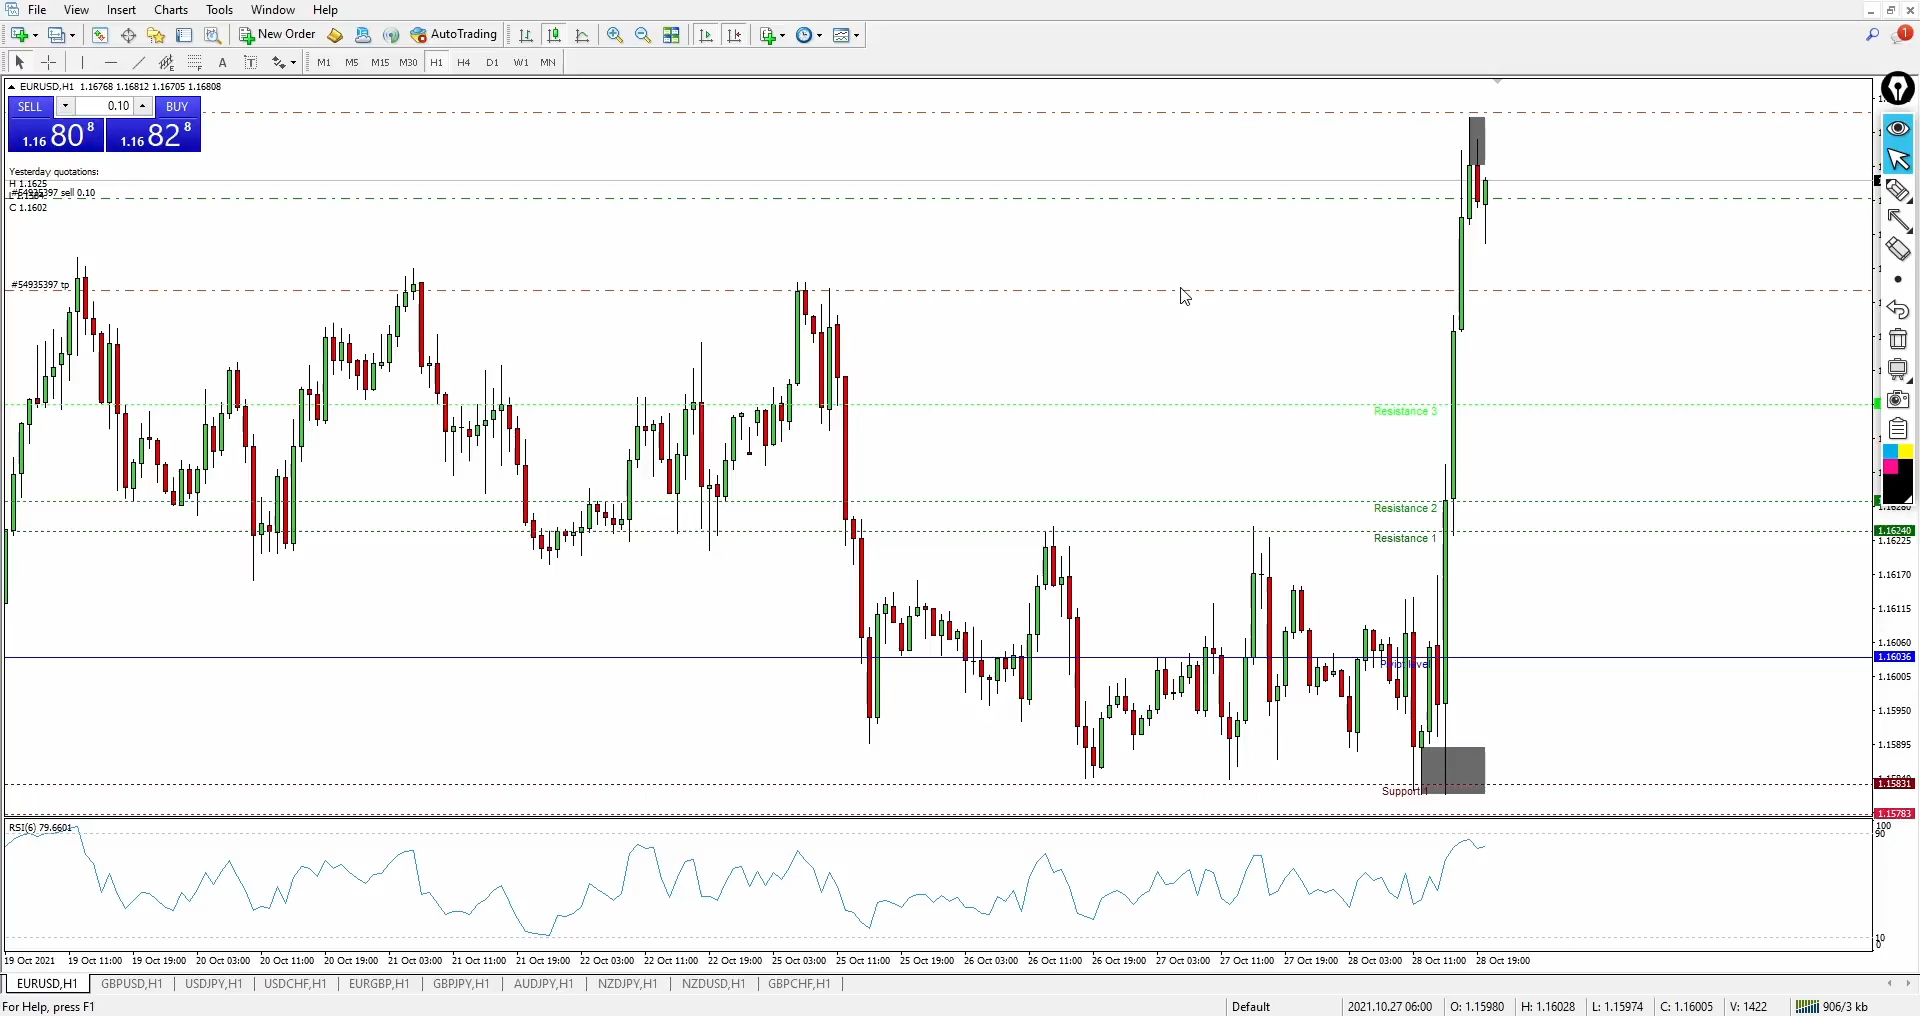 File View Insert Charts Tools Window Help
New Order AutoTrading
1
A T M1 M5 M15 M30 H1 H4 D1 W1 MN
EURUSD,H1 1.16768 1.16812 1.16705 1.16808
SELL 0.10 BUY
1.16 80 8 1.16 82 8
Yesterday quotations:
H 1.1625
#54935397 sell 0.10
C 1.1602
#54935397 tp
Resistance 3
Resistance 2
1.16280
Resistance 1
1.16240
1.16225
1.16170
1.16115
1.16060
Pivot level
1.16036
1.16005
1.15950
1.15895
1.15831
Support 1
1.15783
RSI(6) 79.6601
100
90
10
0
19 Oct 2021 19 Oct 11:00 19 Oct 19:00 20 Oct 03:00 20 Oct 11:00 20 Oct 19:00 21 Oct 03:00 21 Oct 11:00 21 Oct 19:00 22 Oct 03:00 22 Oct 11:00 22 Oct 19:00 25 Oct 03:00 25 Oct 11:00 25 Oct 19:00 26 Oct 03:00 26 Oct 11:00 26 Oct 19:00 27 Oct 03:00 27 Oct 11:00 27 Oct 19:00 28 Oct 03:00 28 Oct 11:00 28 Oct 19:00
EURUSD,H1 GBPUSD,H1 USDJPY,H1 USDCHF,H1 EURGBP,H1 GBPJPY,H1 AUDJPY,H1 NZDJPY,H1 NZDUSD,H1 GBPCHF,H1
For Help, press F1 Default 2021.10.27 06:00 O: 1.15980 H: 1.16028 L: 1.15974 C: 1.16005 V: 1422 906/3 kb